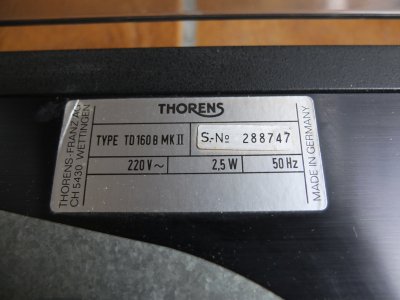 THORENS
THORENS-FRANZ AG
CH 5430 WETTINGEN
TYPE TD 160 B MK II
S.-No 288747
220 V ~ 2,5 W 50 Hz
MADE IN GERMANY